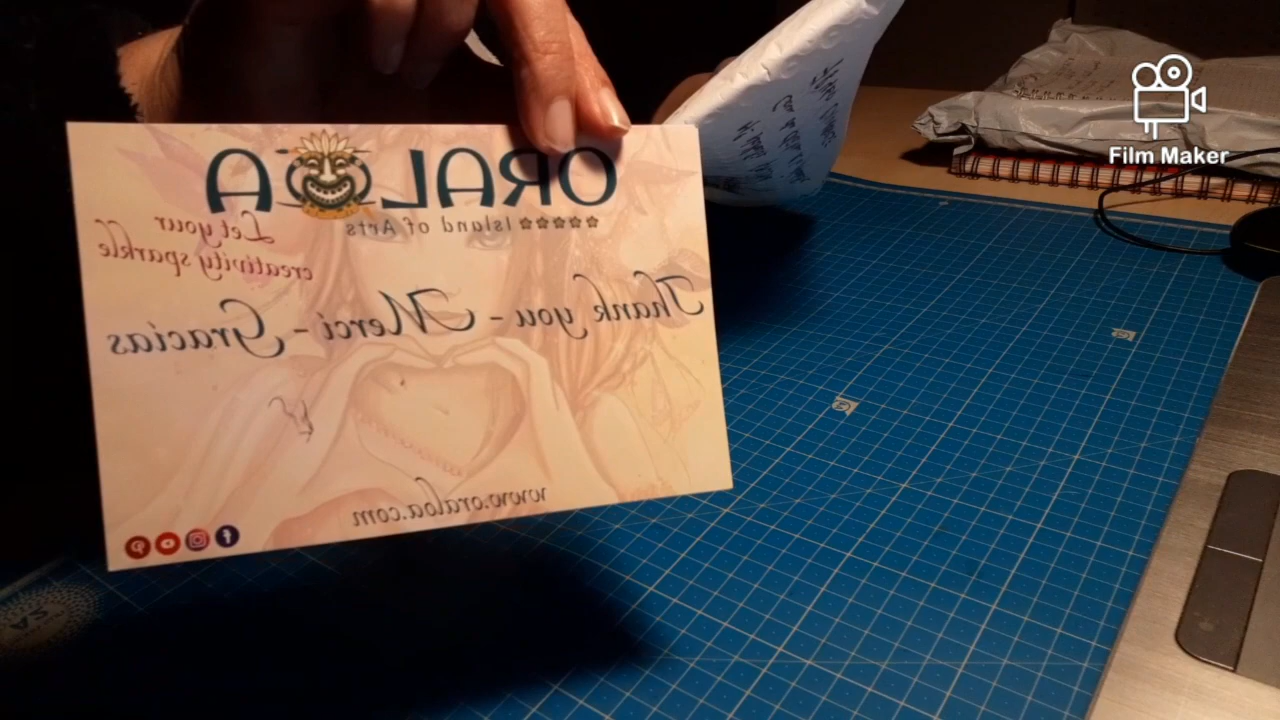 ORALOA
Island of Arts
Let your
creativity sparkle
Thank you - Merci - Gracias
www.oraloa.com
Film Maker